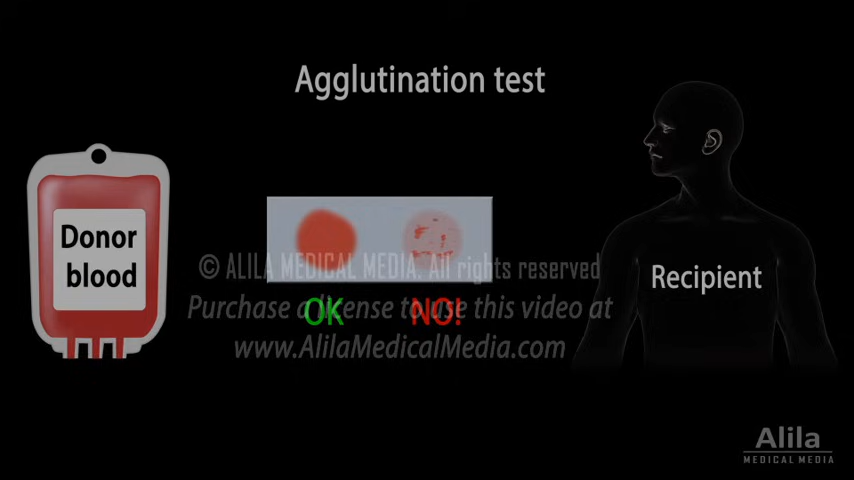 Agglutination test
Donor
blood
OK
NO!
Recipient
© ALILA MEDICAL MEDIA. All rights reserved
Purchase a license to use this video at
www.AlilaMedicalMedia.com
Alila
MEDICAL MEDIA